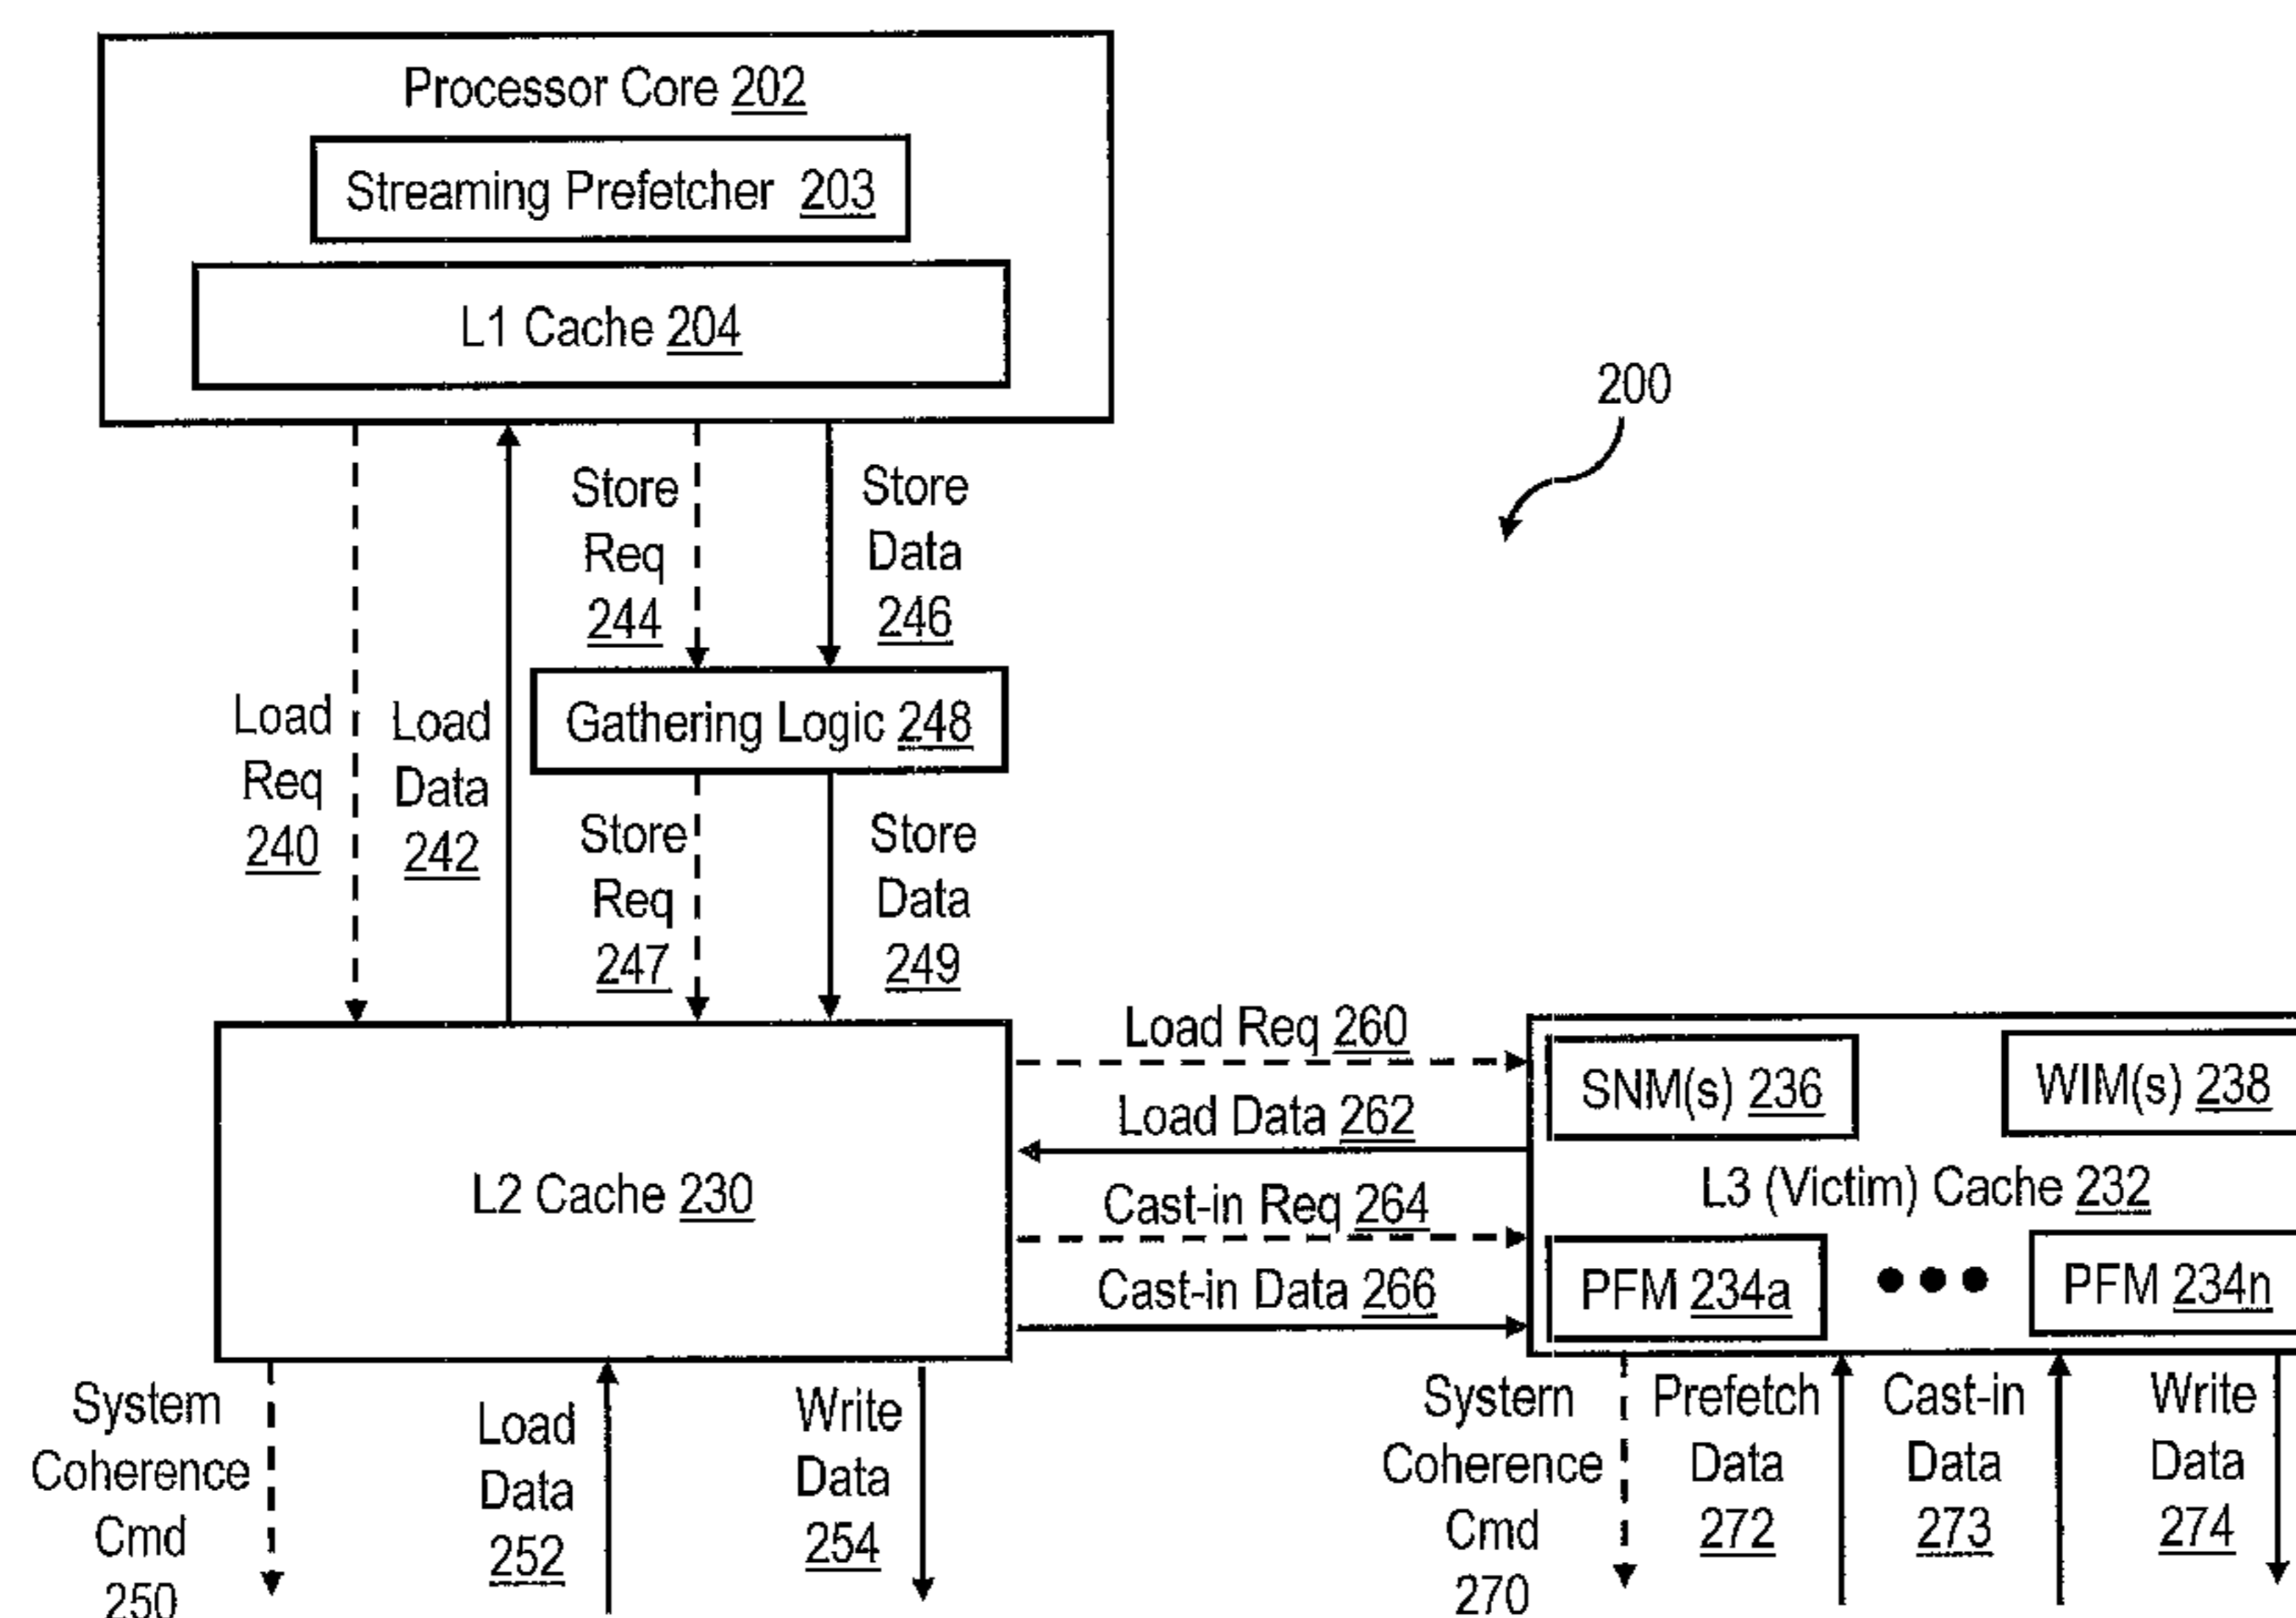 Processor Core 202
Streaming Prefetcher 203
L1 Cache 204
200
Store
Req
244
Store
Data
246
Load
Req
240
Load
Data
242
Gathering Logic 248
Store
Req
247
Store
Data
249
L2 Cache 230
Load Req 260
Load Data 262
Cast-in Req 264
Cast-in Data 266
SNM(s) 236
WIM(s) 238
L3 (Victim) Cache 232
PFM 234a
PFM 234n
System
Coherence
Cmd
250
Load
Data
252
Write
Data
254
System
Coherence
Cmd
270
Prefetch
Data
272
Cast-in
Data
273
Write
Data
274